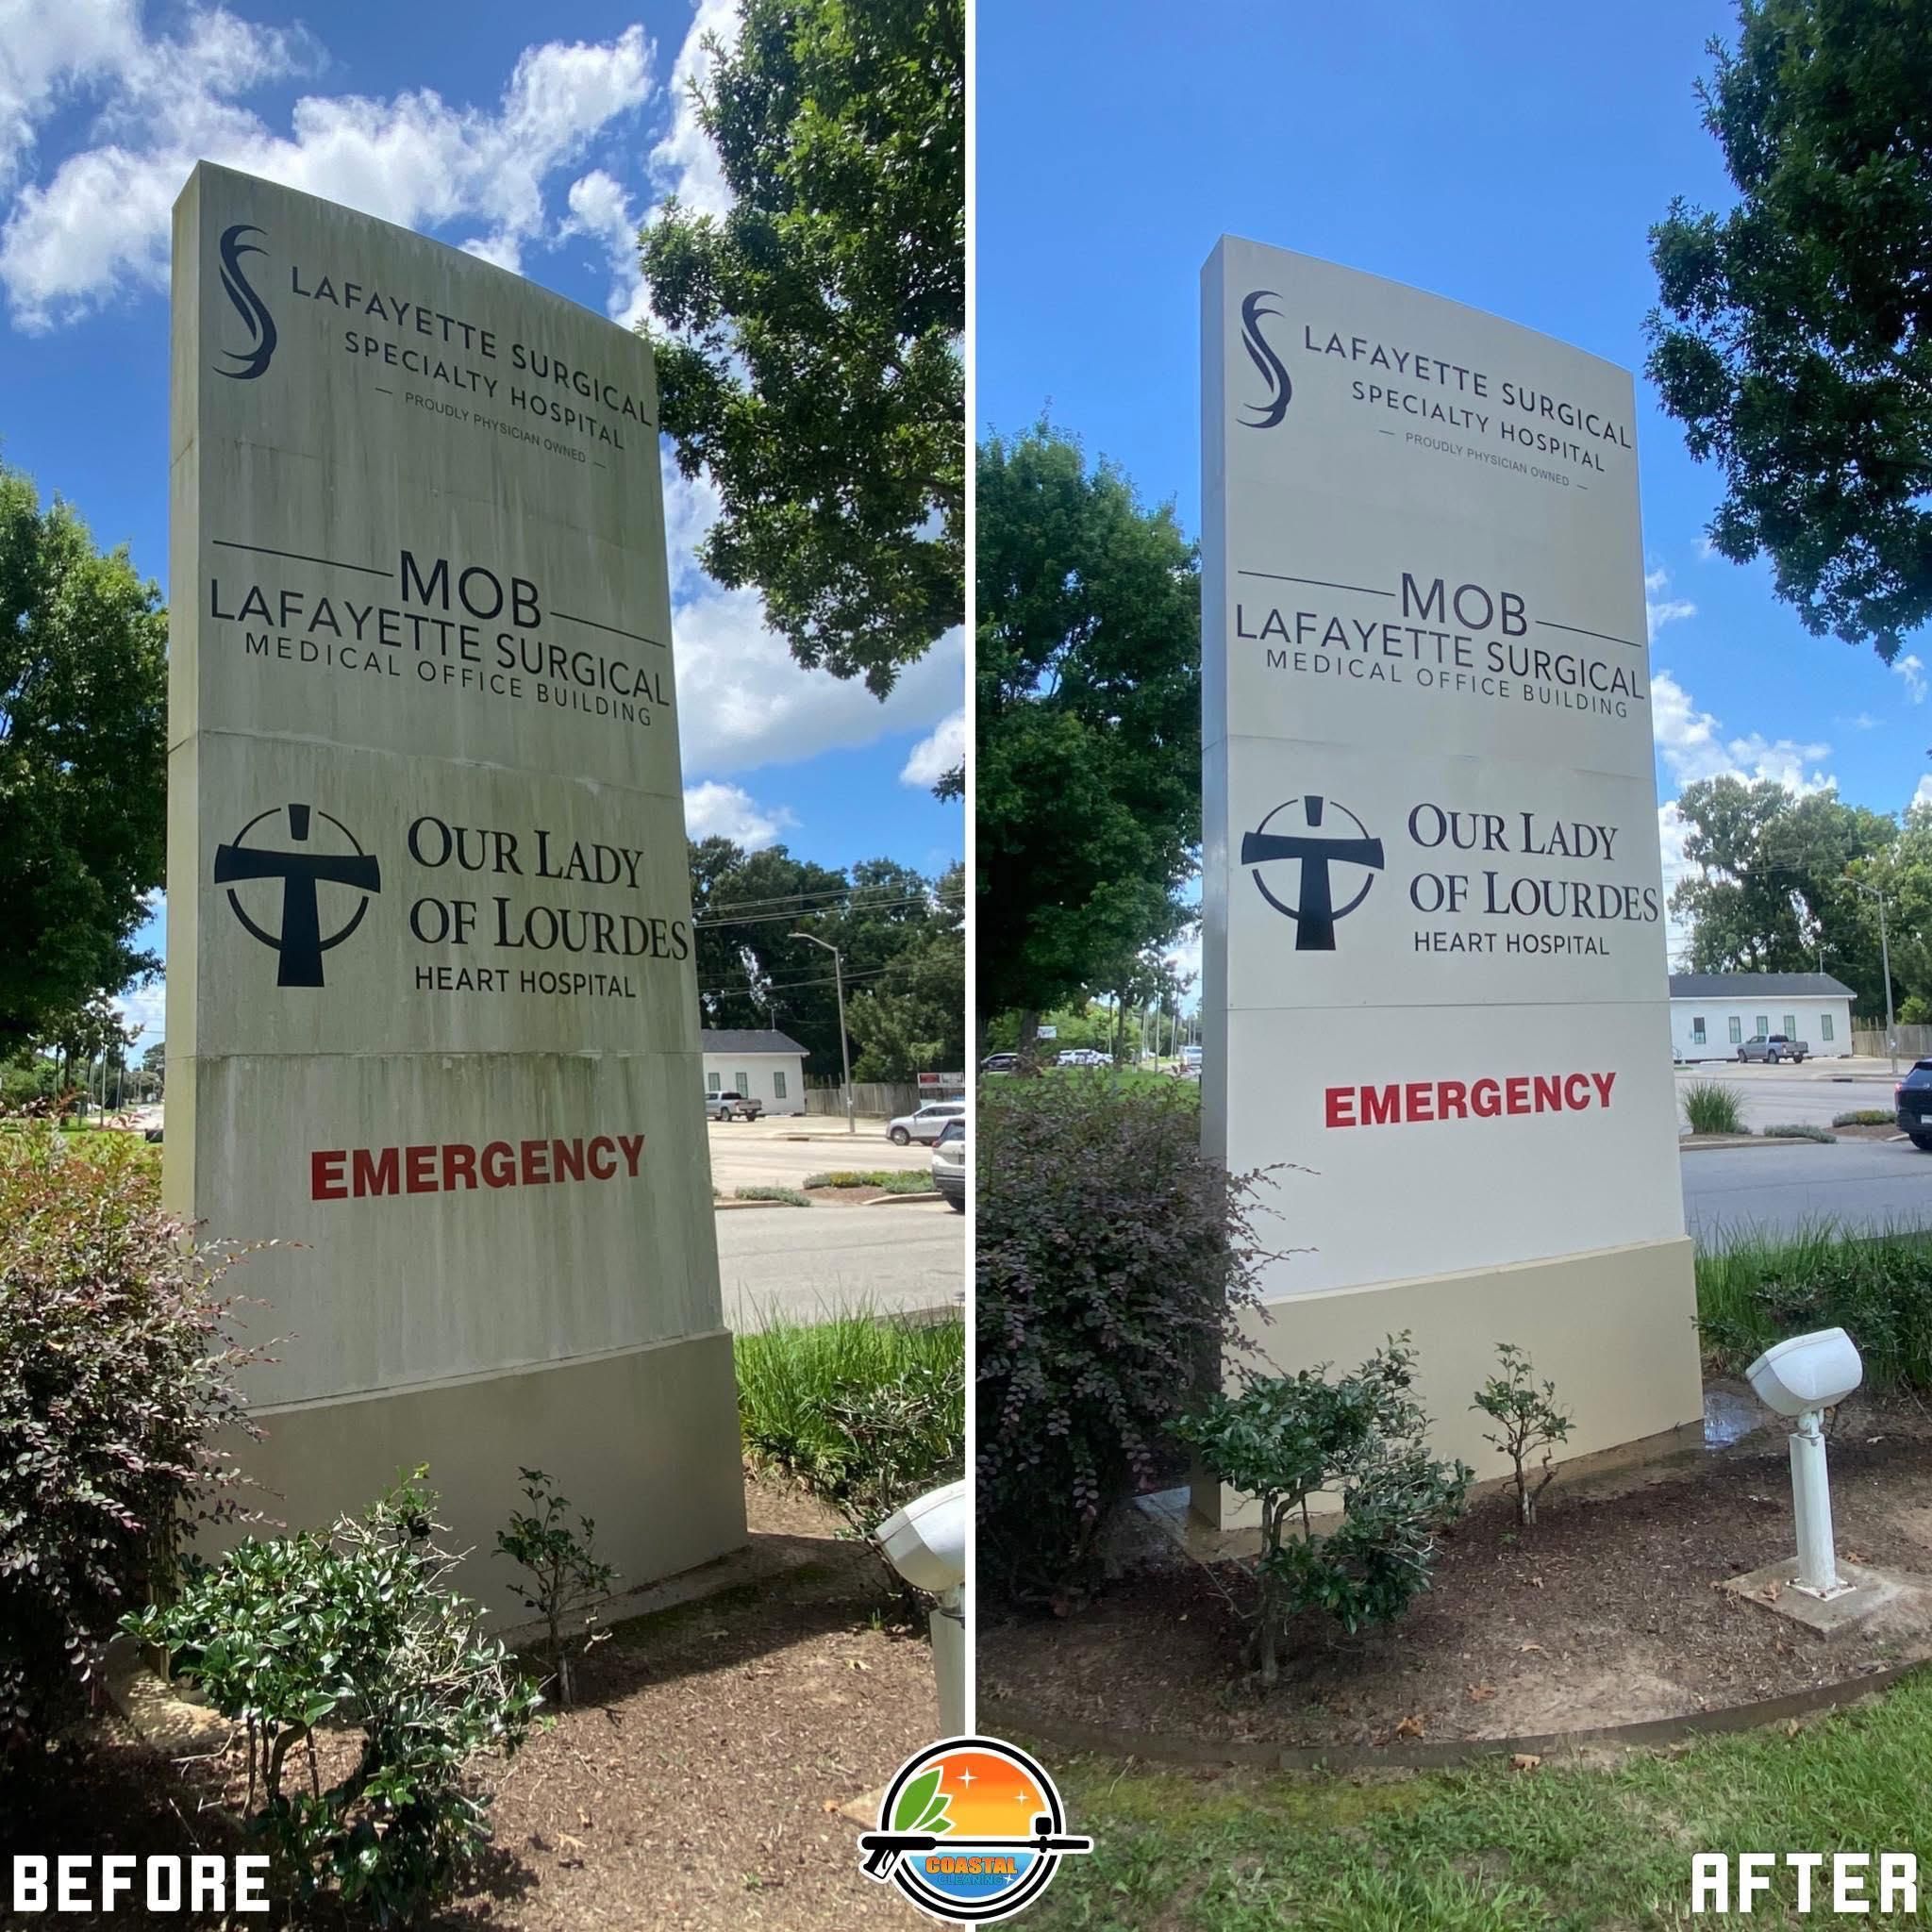 LAFAYETTE SURGICAL
SPECIALTY HOSPITAL
— PROUDLY PHYSICIAN OWNED —
MOB
LAFAYETTE SURGICAL
MEDICAL OFFICE BUILDING
OUR LADY
OF LOURDES
HEART HOSPITAL
EMERGENCY
BEFORE
LAFAYETTE SURGICAL
SPECIALTY HOSPITAL
— PROUDLY PHYSICIAN OWNED —
MOB
LAFAYETTE SURGICAL
MEDICAL OFFICE BUILDING
OUR LADY
OF LOURDES
HEART HOSPITAL
EMERGENCY
COASTAL
CLEANING
AFTER